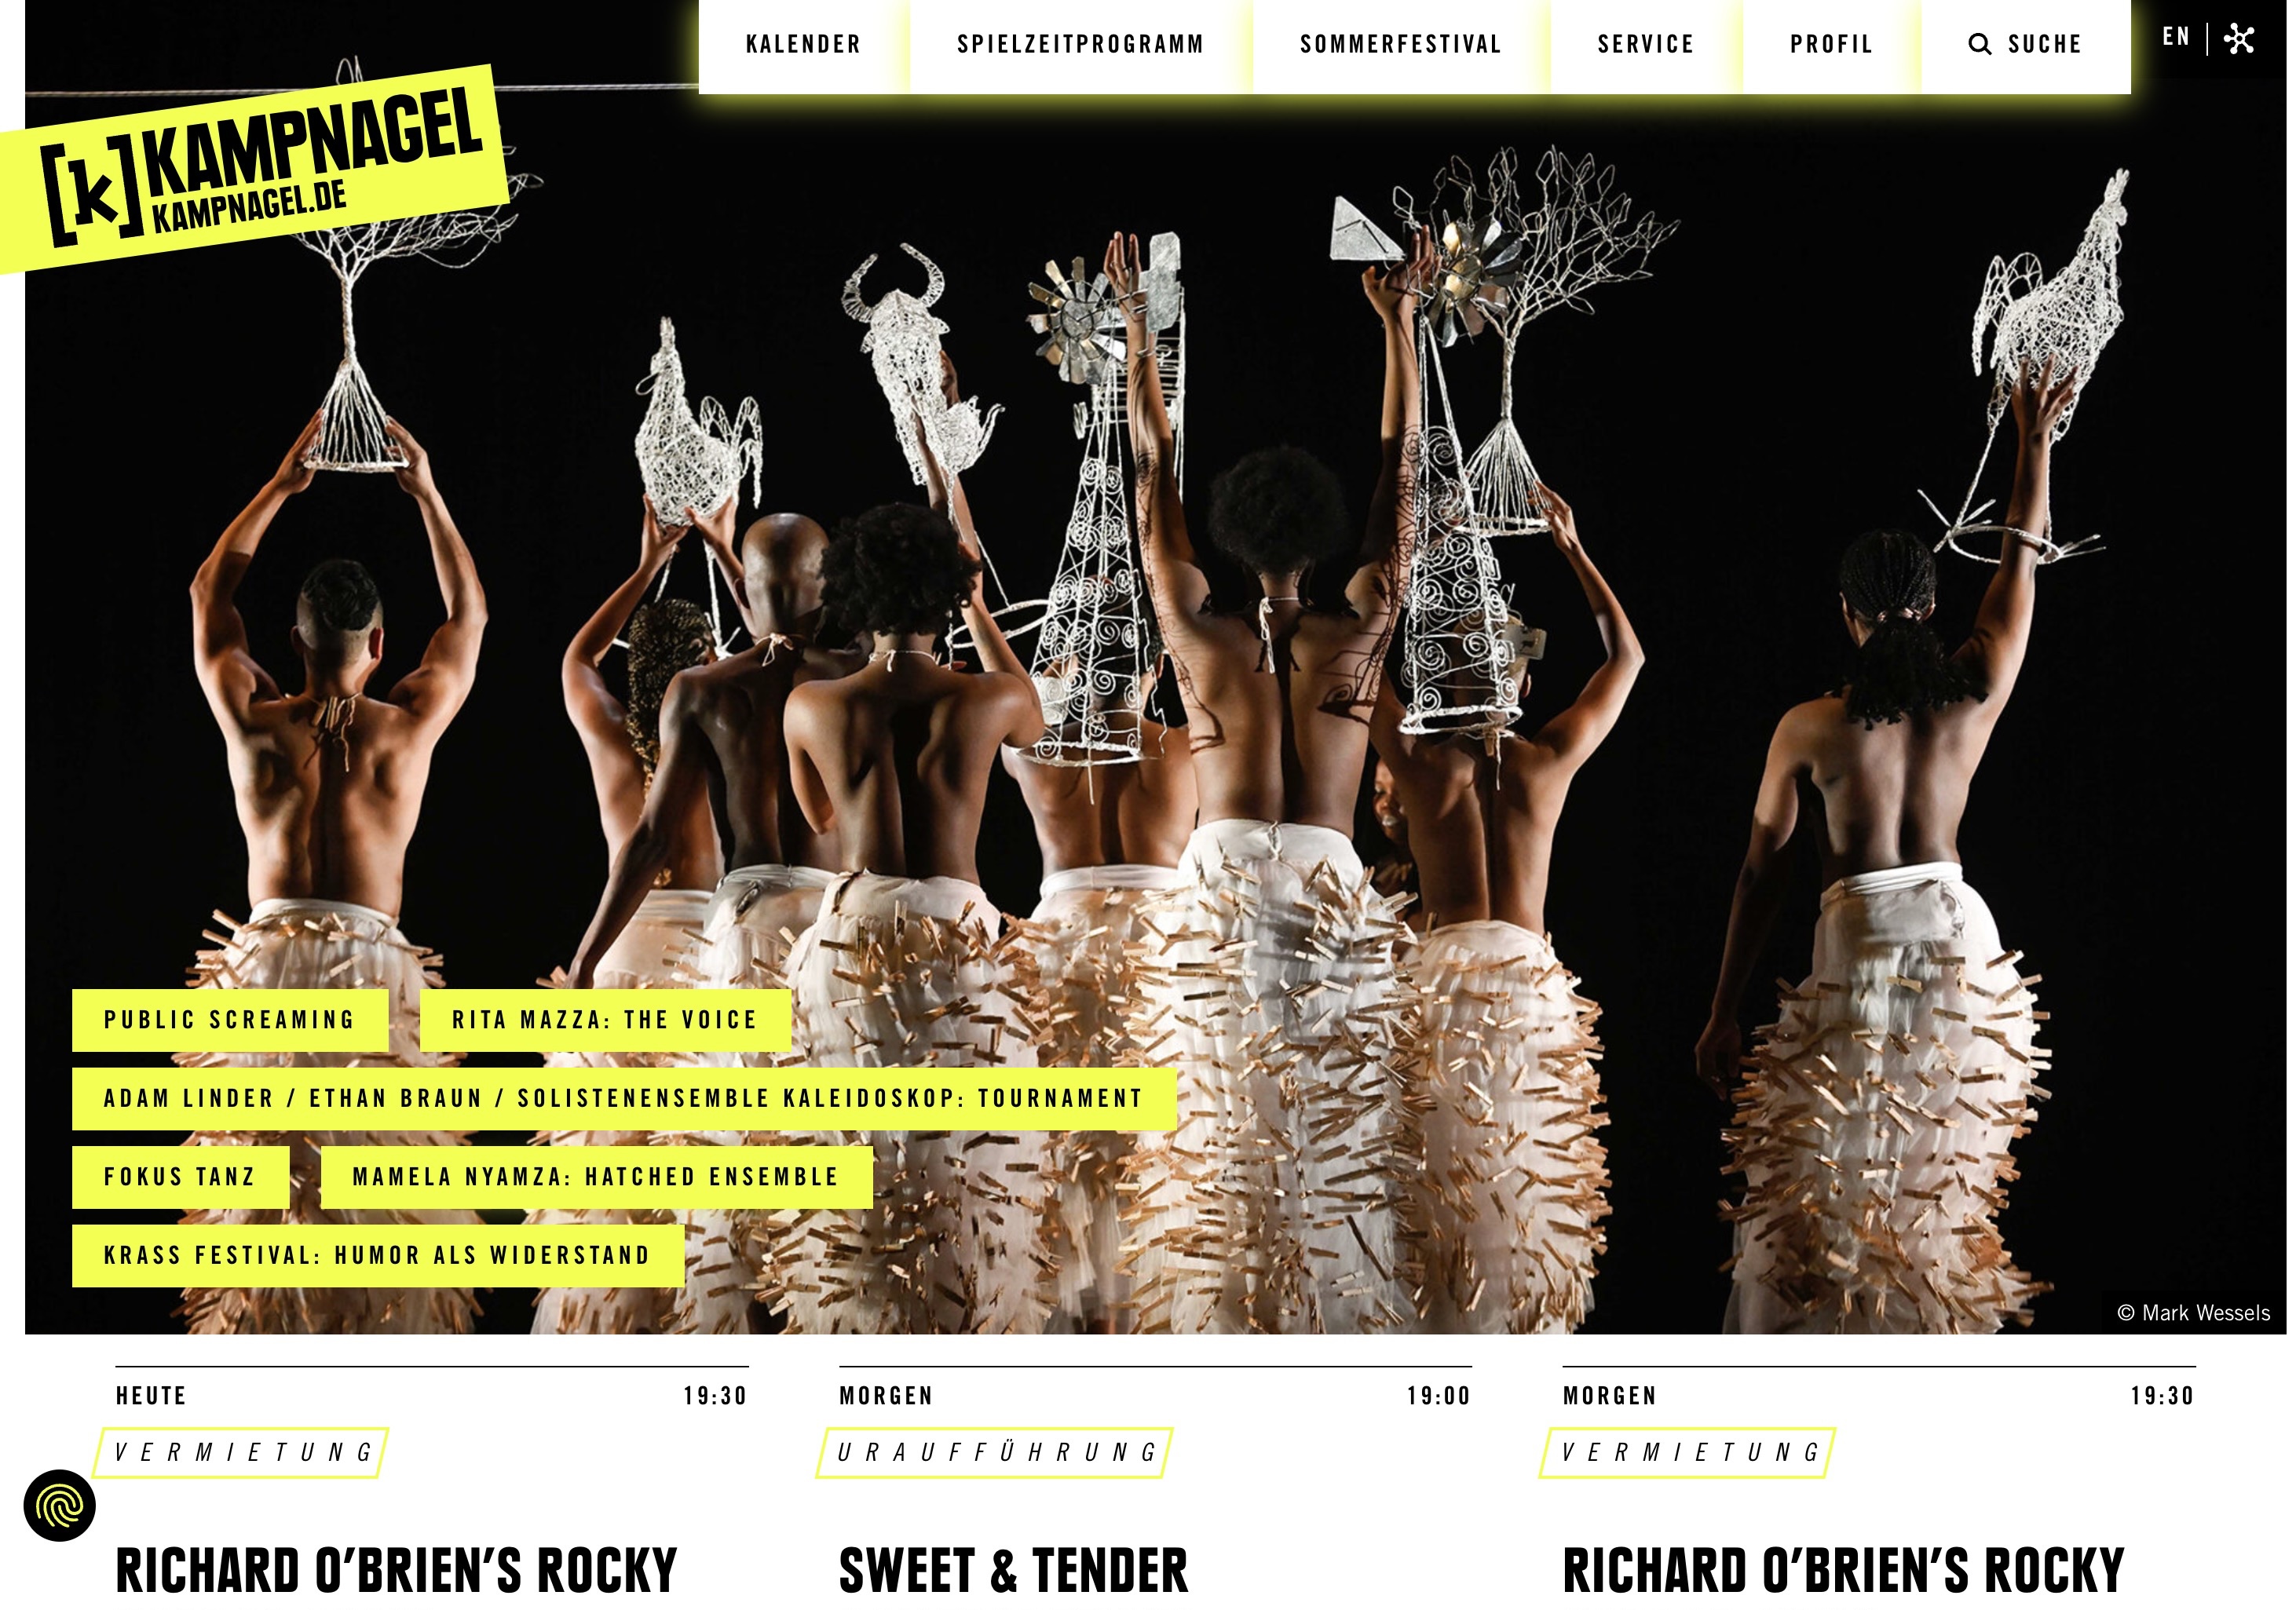 KALENDER
SPIELZEITPROGRAMM
SOMMERFESTIVAL
SERVICE
PROFIL
SUCHE
EN
[k] KAMPNAGEL
KAMPNAGEL.DE
PUBLIC SCREAMING
RITA MAZZA: THE VOICE
ADAM LINDER / ETHAN BRAUN / SOLISTENENSEMBLE KALEIDOSKOP: TOURNAMENT
FOKUS TANZ
MAMELA NYAMZA: HATCHED ENSEMBLE
KRASS FESTIVAL: HUMOR ALS WIDERSTAND
© Mark Wessels
HEUTE 19:30
VERMIETUNG
RICHARD O’BRIEN’S ROCKY
MORGEN 19:00
URAUFFÜHRUNG
SWEET & TENDER
MORGEN 19:30
VERMIETUNG
RICHARD O’BRIEN’S ROCKY